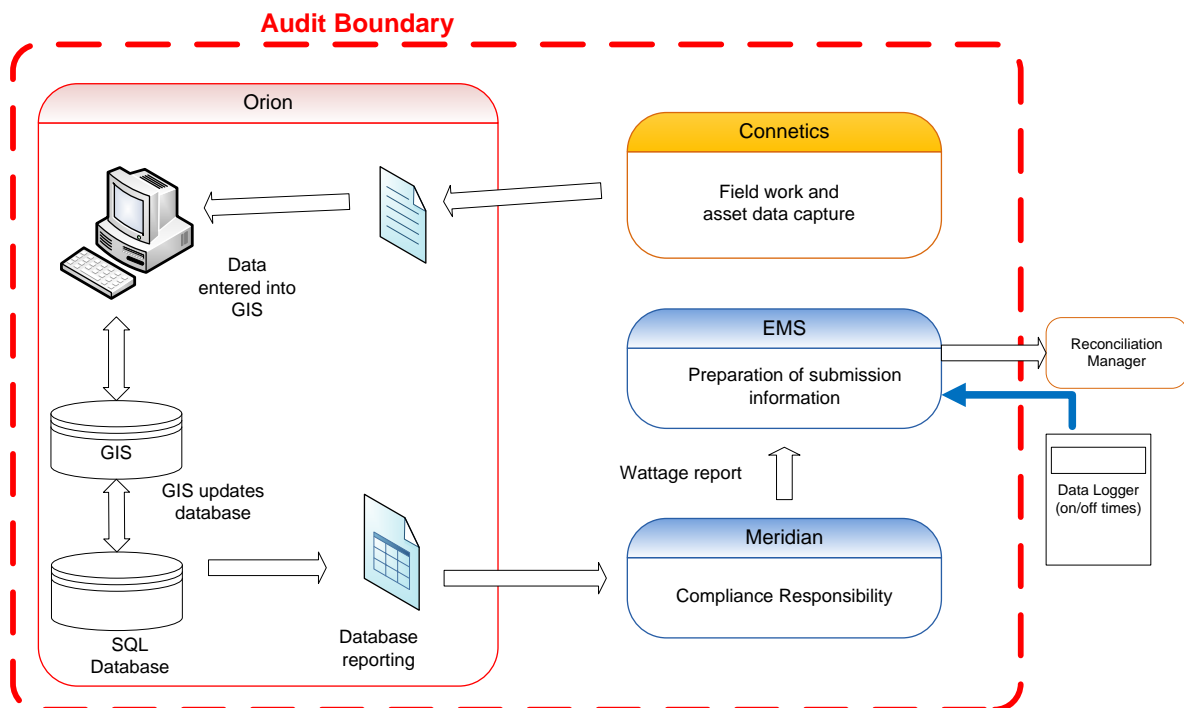 Audit Boundary
Orion
Connetics
Field work and
asset data capture
Data
entered into
GIS
EMS
Preparation of submission
information
Reconciliation
Manager
GIS
GIS updates
database
Wattage report
Data Logger
(on/off times)
Meridian
Compliance Responsibility
SQL
Database
Database
reporting